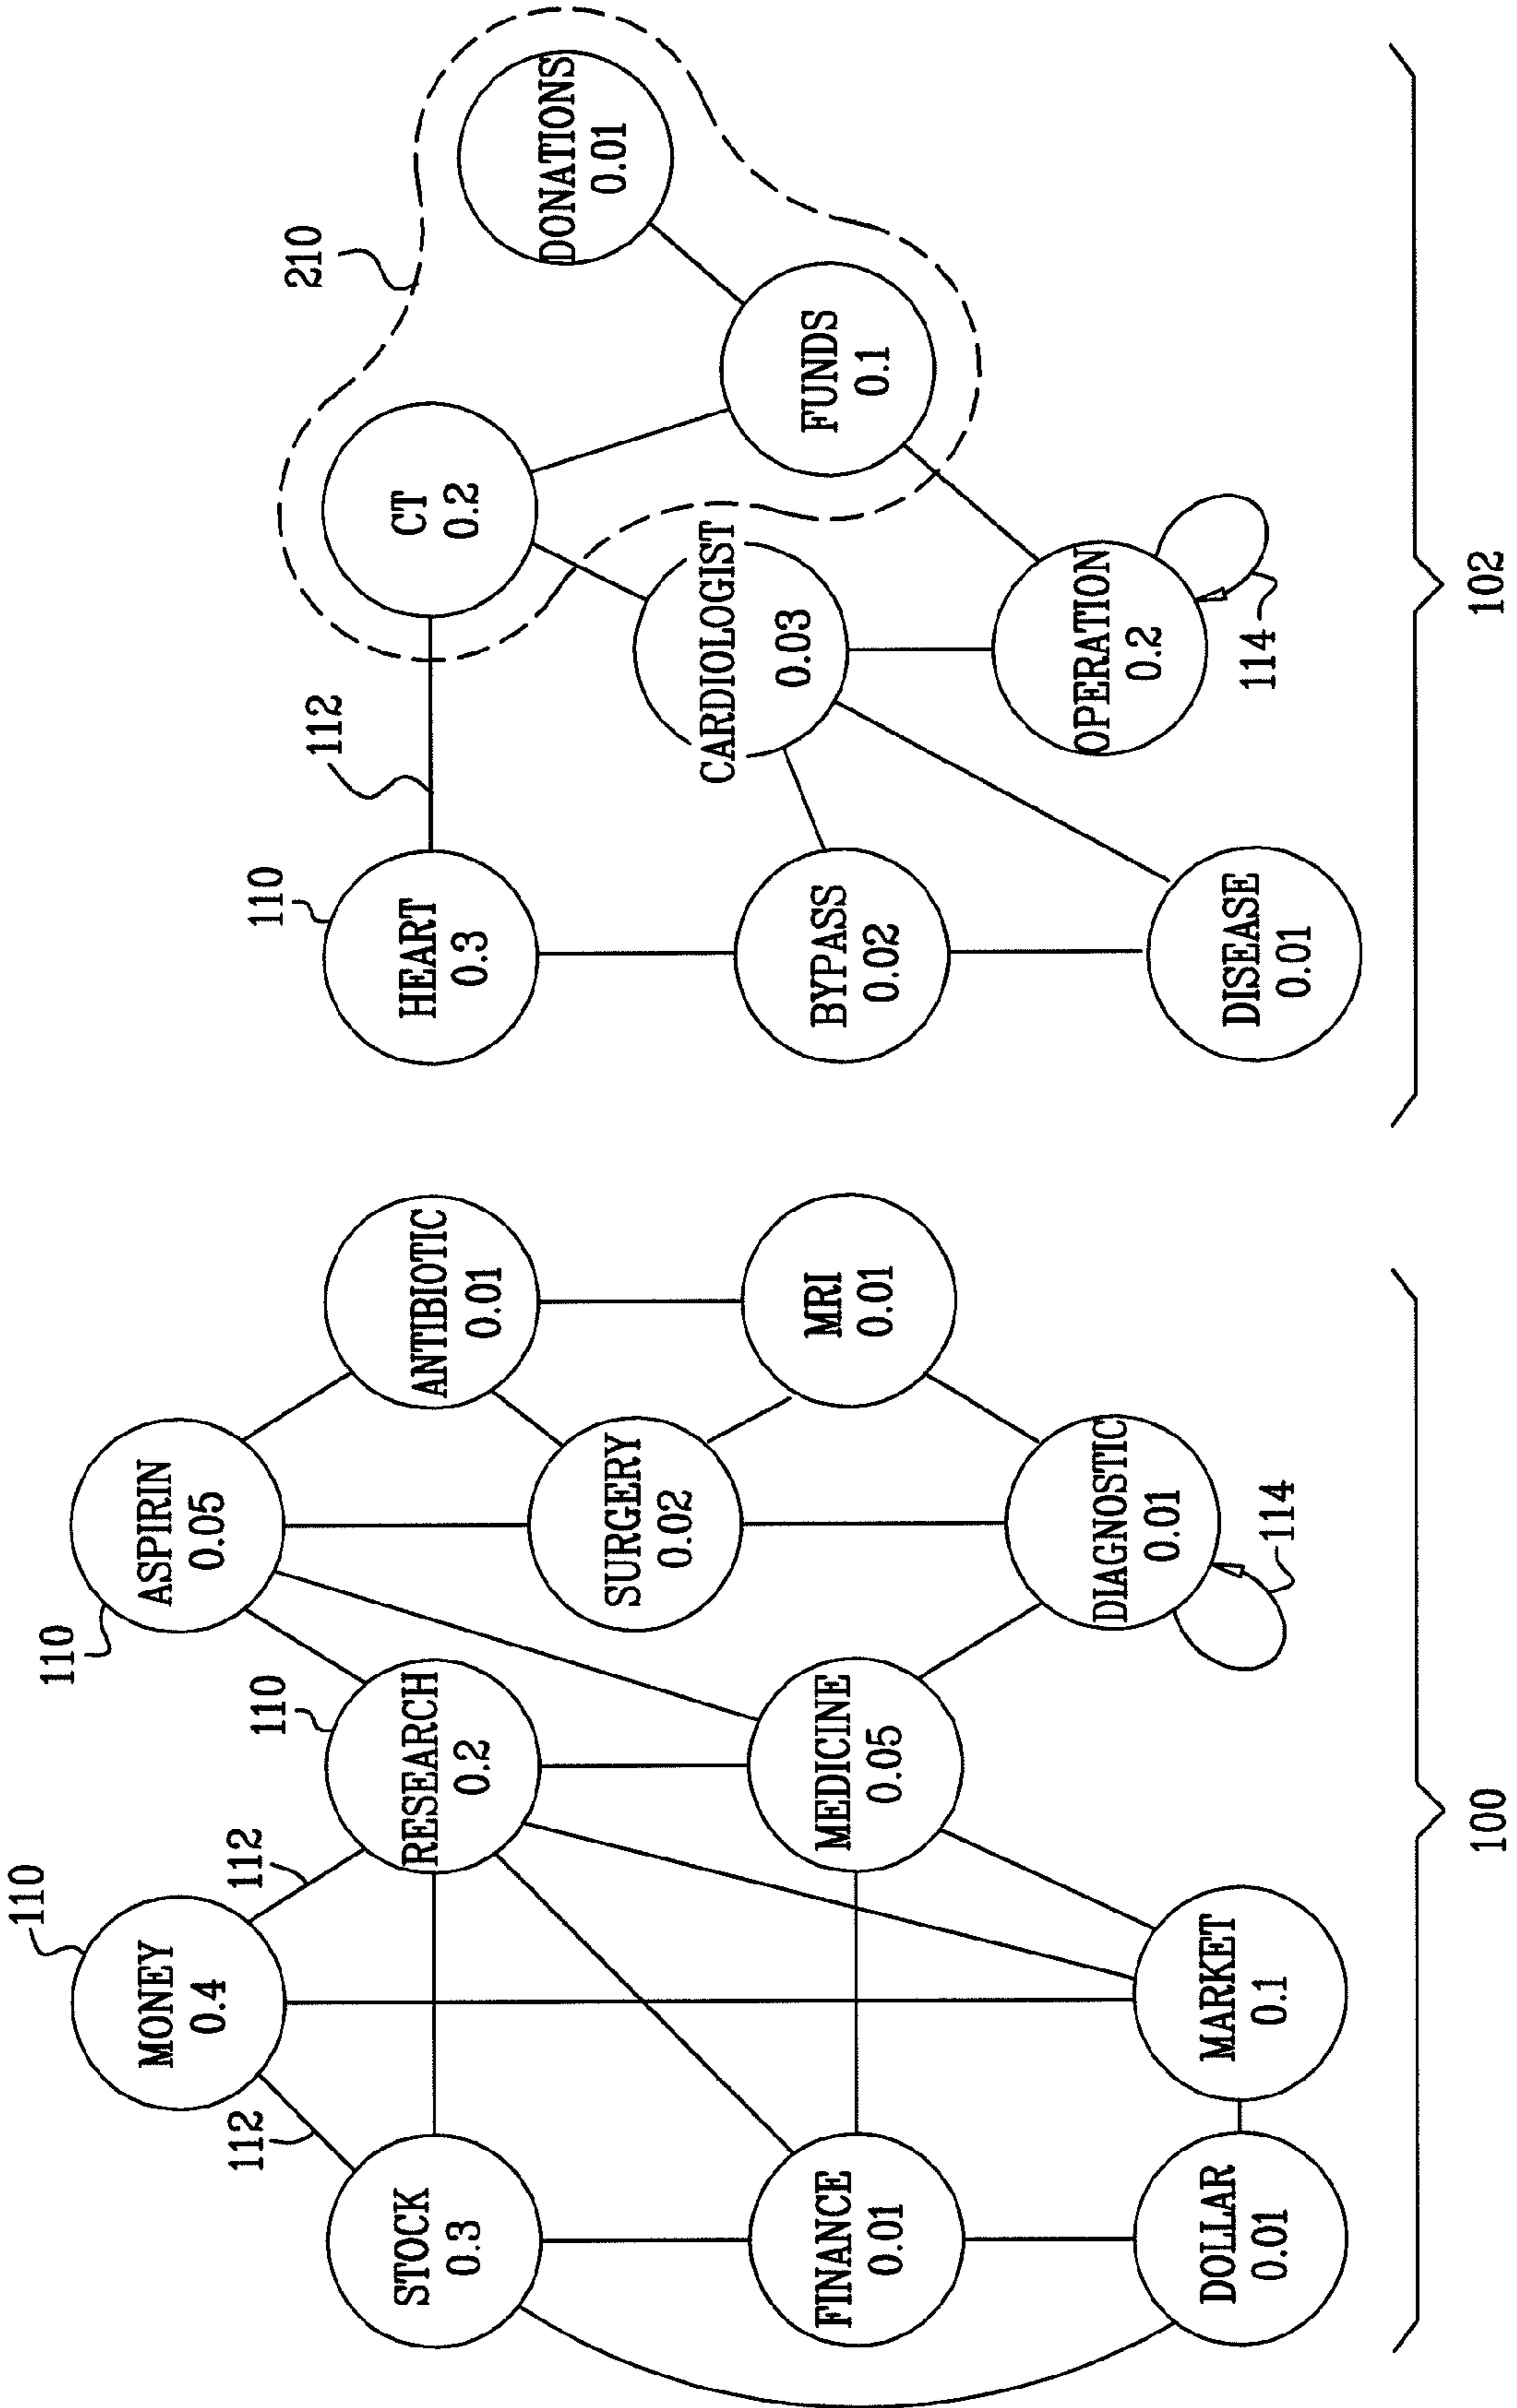 110
MONEY
0.4
112
112
STOCK
0.3
110
RESEARCH
0.2
110
ASPIRIN
0.05
ANTIBIOTIC
0.01
SURGERY
0.02
FINANCE
0.01
MEDICINE
0.05
MRI
0.01
DOLLAR
0.01
MARKET
0.1
DIAGNOSTIC
0.01
114
100
110
HEART
0.3
112
CT
0.2
210
DONATIONS
0.01
CARDIOLOGIST
0.03
FUNDS
0.1
BYPASS
0.02
OPERATION
0.2
DISEASE
0.01
114
102